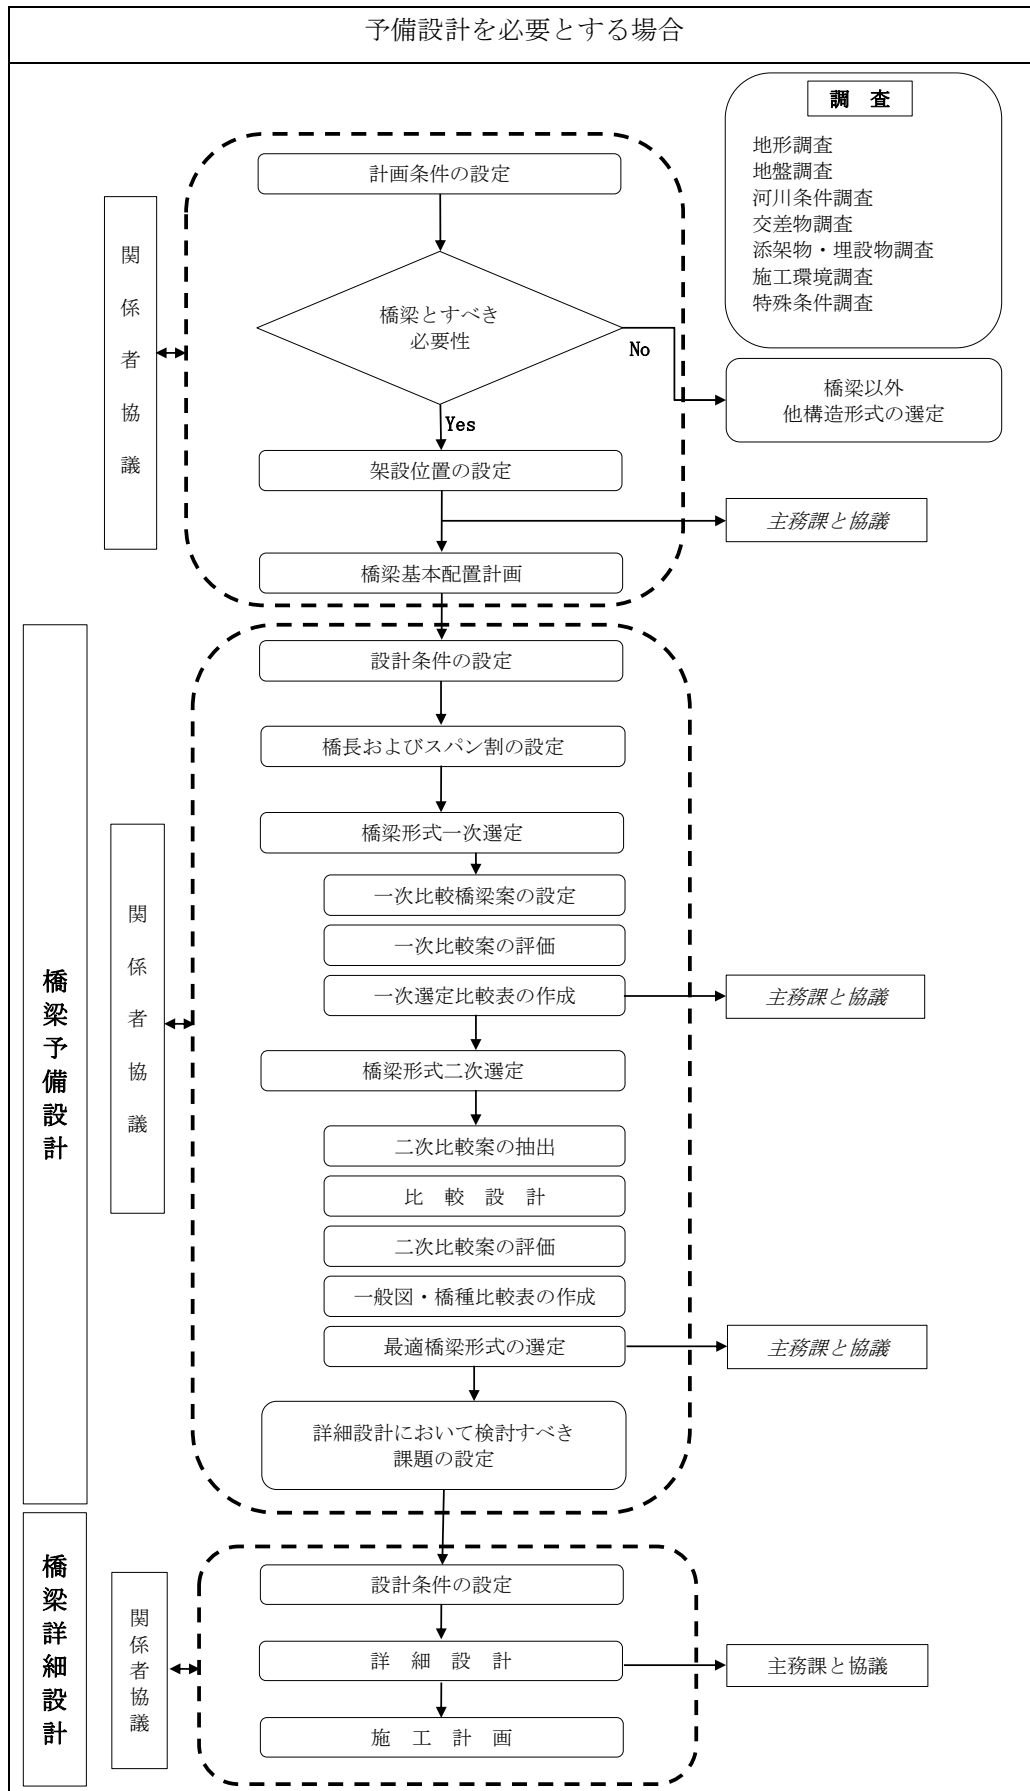 予備設計を必要とする場合
調 査
地形調査
地盤調査
河川条件調査
交差物調査
添架物・埋設物調査
施工環境調査
特殊条件調査
計画条件の設定
関係者協議
橋梁とすべき
必要性
No
橋梁以外
他構造形式の選定
Yes
架設位置の設定
主務課と協議
橋梁基本配置計画
橋梁予備設計
設計条件の設定
橋長およびスパン割の設定
橋梁形式一次選定
関係者協議
一次比較橋梁案の設定
一次比較案の評価
一次選定比較表の作成
主務課と協議
橋梁形式二次選定
二次比較案の抽出
比 較 設 計
二次比較案の評価
一般図・橋種比較表の作成
最適橋梁形式の選定
主務課と協議
詳細設計において検討すべき
課題の設定
橋梁詳細設計
関係者協議
設計条件の設定
詳 細 設 計
主務課と協議
施 工 計 画